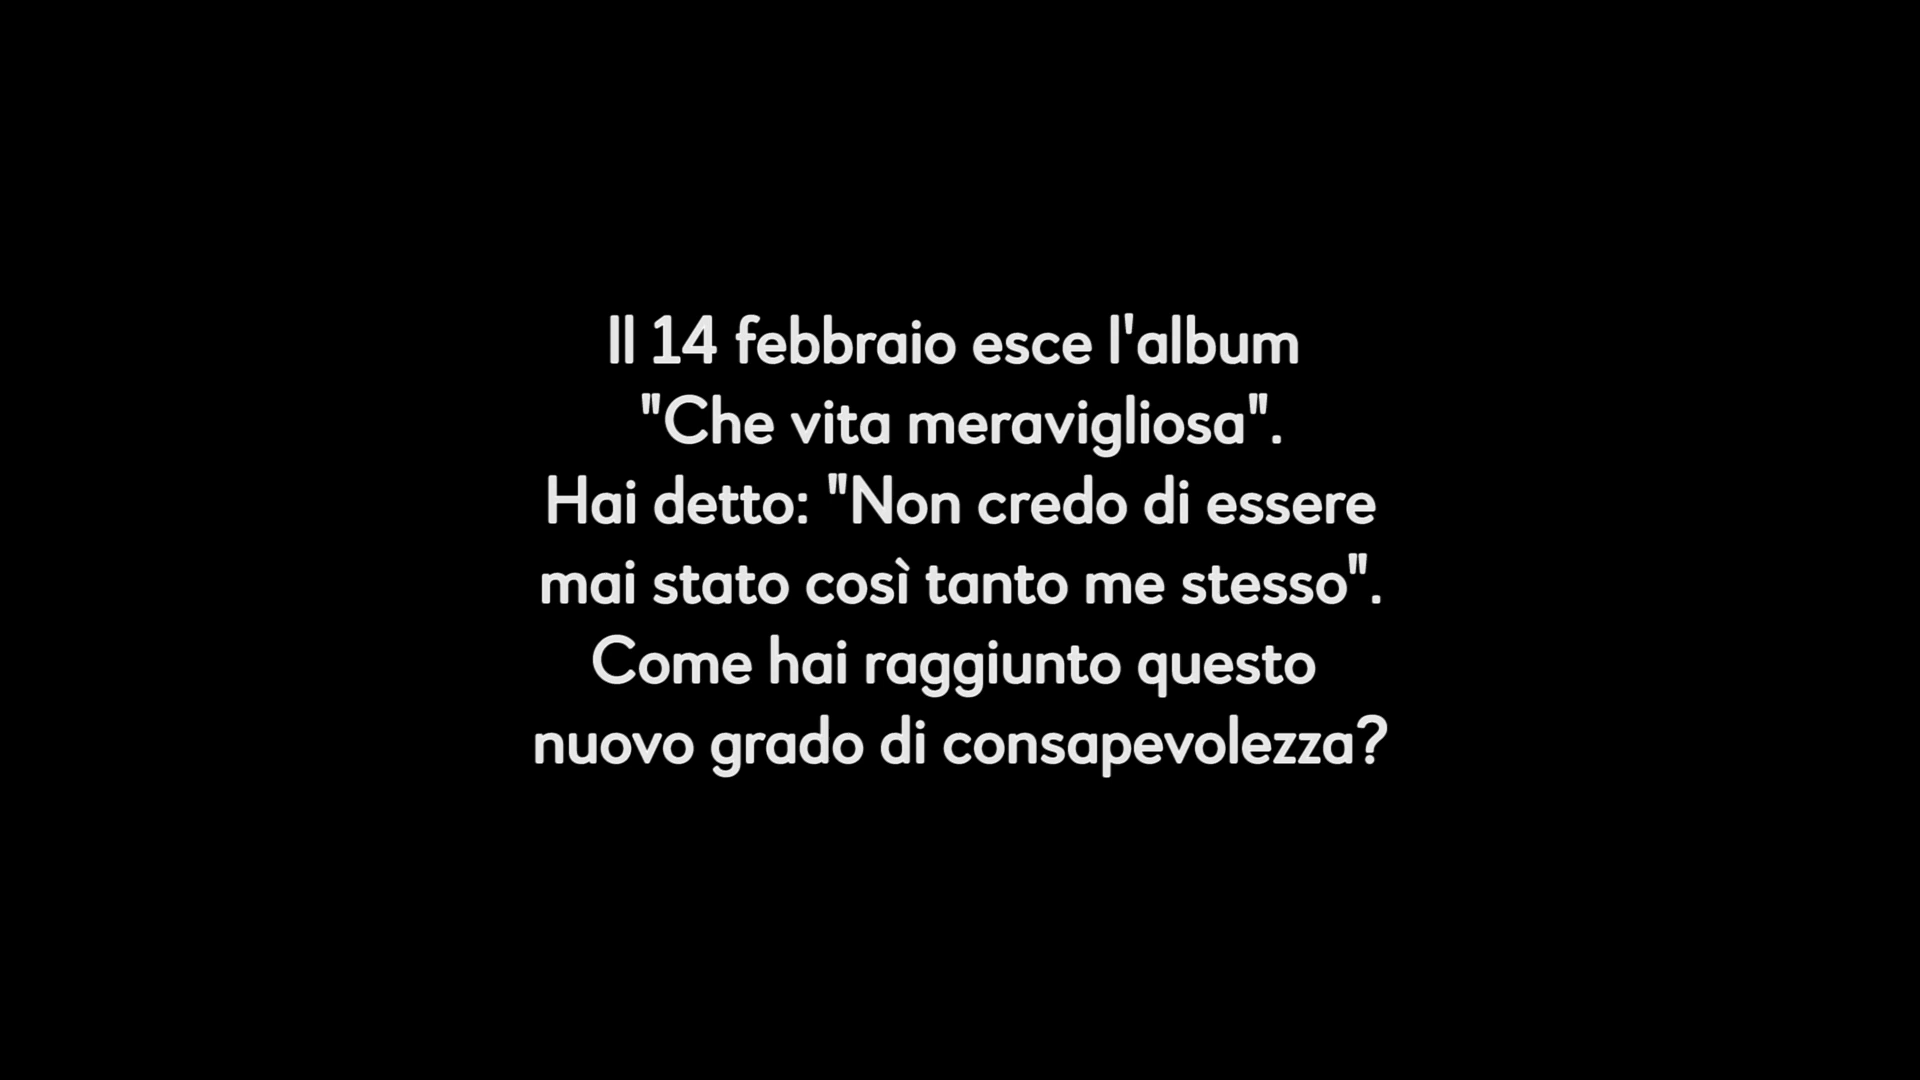 Il 14 febbraio esce l'album
"Che vita meravigliosa".
Hai detto: "Non credo di essere
mai stato così tanto me stesso".
Come hai raggiunto questo
nuovo grado di consapevolezza?